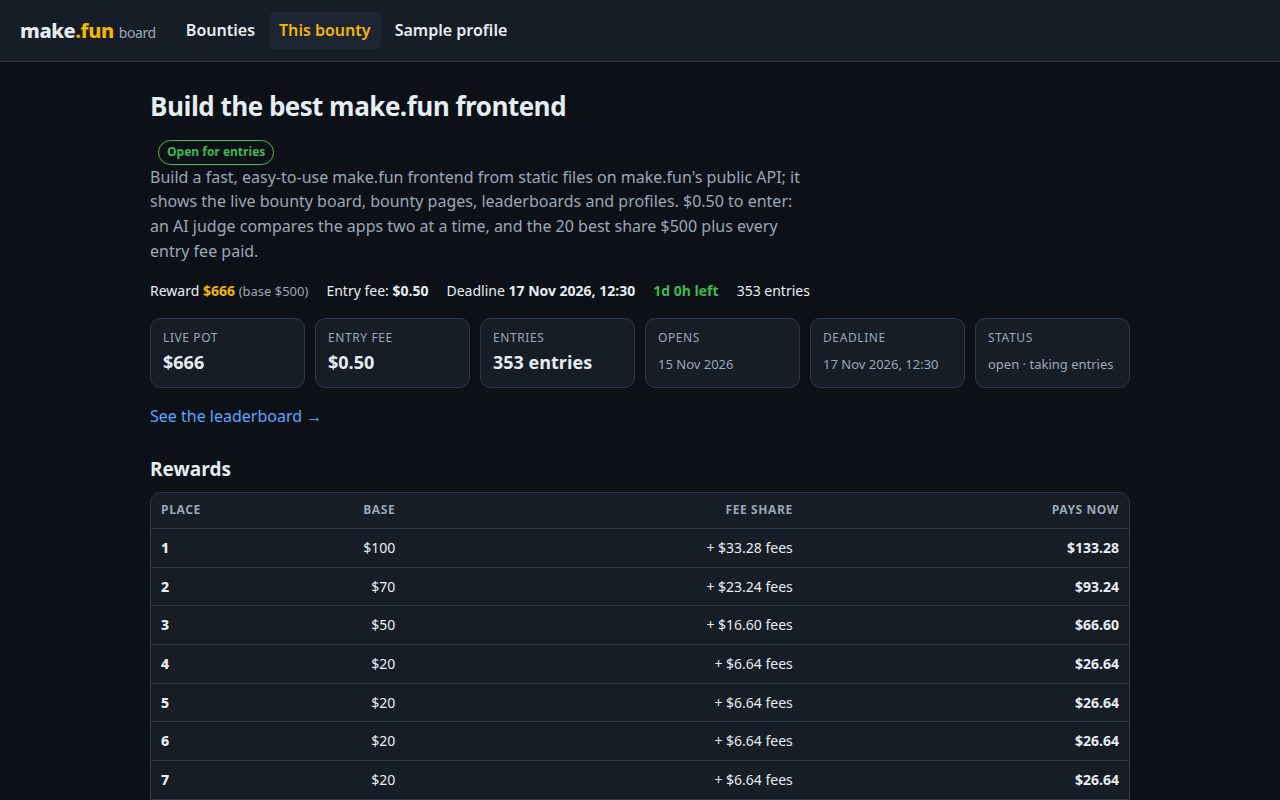 make.fun board Bounties This bounty Sample profile
Build the best make.fun frontend
Open for entries
Build a fast, easy-to-use make.fun frontend from static files on make.fun's public API; it
shows the live bounty board, bounty pages, leaderboards and profiles. $0.50 to enter:
an AI judge compares the apps two at a time, and the 20 best share $500 plus every
entry fee paid.
Reward $666 (base $500) Entry fee: $0.50 Deadline 17 Nov 2026, 12:30 1d 0h left 353 entries
LIVE POT
$666
ENTRY FEE
$0.50
ENTRIES
353 entries
OPENS
15 Nov 2026
DEADLINE
17 Nov 2026, 12:30
STATUS
open · taking entries
See the leaderboard →
Rewards
PLACE BASE FEE SHARE PAYS NOW
1 $100 + $33.28 fees $133.28
2 $70 + $23.24 fees $93.24
3 $50 + $16.60 fees $66.60
4 $20 + $6.64 fees $26.64
5 $20 + $6.64 fees $26.64
6 $20 + $6.64 fees $26.64
7 $20 + $6.64 fees $26.64